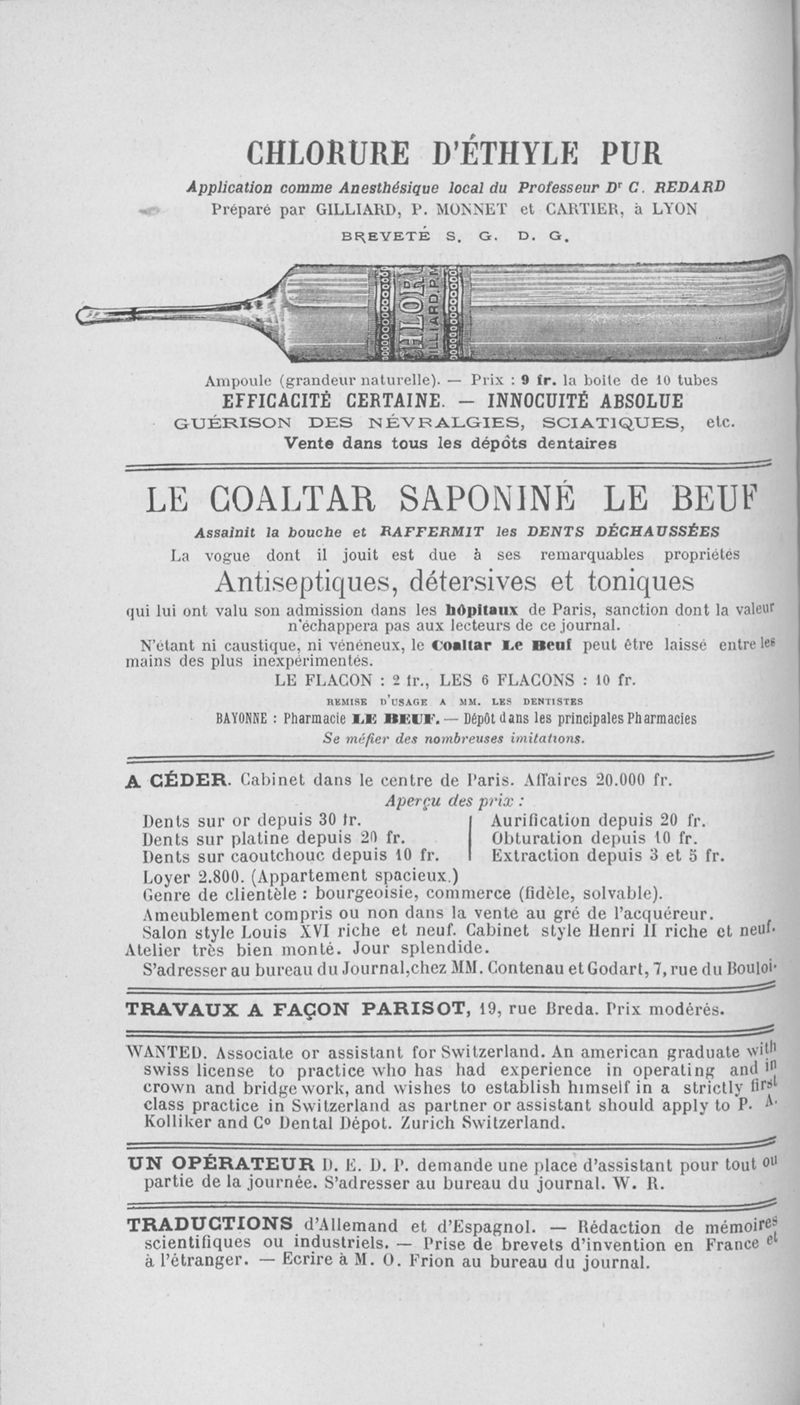 CHLORURE D'ÉTHYLE PUR
Application comme Anesthésique local du Professeur Dr C. REDARD
Préparé par GILLIARD, P. MONNET et CARTIER, à LYON
BREVETÉ S. G. D. G.
CHLORU
GILLIARD, P.M
Ampoule (grandeur naturelle). — Prix : 9 fr. la boîte de 10 tubes
EFFICACITÉ CERTAINE. — INNOCUITÉ ABSOLUE
GUÉRISON DES NÉVRALGIES, SCIATIQUES, etc.
Vente dans tous les dépôts dentaires
LE COALTAR SAPONINÉ LE BEUF
Assainit la bouche et RAFFERMIT les DENTS DÉCHAUSSÉES
La vogue dont il jouit est due à ses remarquables propriétés
Antiseptiques, détersives et toniques
qui lui ont valu son admission dans les hôpitaux de Paris, sanction dont la valeur
n'échappera pas aux lecteurs de ce journal.
N'étant ni caustique, ni vénéneux, le Coaltar Le Beuf peut être laissé entre les
mains des plus inexpérimentés.
LE FLACON : 2 fr., LES 6 FLACONS : 10 fr.
REMISE D'USAGE A MM. LES DENTISTES
BAYONNE : Pharmacie LE BEUF. — Dépôt dans les principales Pharmacies
Se méfier des nombreuses imitations.
A CÉDER. Cabinet dans le centre de Paris. Affaires 20.000 fr.
Aperçu des prix :
Dents sur or depuis 30 fr. | Aurification depuis 20 fr.
Dents sur platine depuis 20 fr. | Obturation depuis 10 fr.
Dents sur caoutchouc depuis 10 fr. | Extraction depuis 3 et 5 fr.
Loyer 2.800. (Appartement spacieux.)
Genre de clientèle : bourgeoisie, commerce (fidèle, solvable).
Ameublement compris ou non dans la vente au gré de l'acquéreur.
Salon style Louis XVI riche et neuf. Cabinet style Henri II riche et neuf.
Atelier très bien monté. Jour splendide.
S'adresser au bureau du Journal, chez MM. Contenau et Godart, 7, rue du Bouloi.
TRAVAUX A FAÇON PARISOT, 19, rue Breda. Prix modérés.
WANTED. Associate or assistant for Switzerland. An american graduate with
swiss license to practice who has had experience in operating and in
crown and bridge work, and wishes to establish himself in a strictly first
class practice in Switzerland as partner or assistant should apply to P. A.
Kolliker and Co Dental Dépot. Zurich Switzerland.
UN OPÉRATEUR D. E. D. P. demande une place d'assistant pour tout ou
partie de la journée. S'adresser au bureau du journal. W. R.
TRADUCTIONS d'Allemand et d'Espagnol. — Rédaction de mémoires
scientifiques ou industriels. — Prise de brevets d'invention en France et
à l'étranger. — Ecrire à M. O. Frion au bureau du journal.